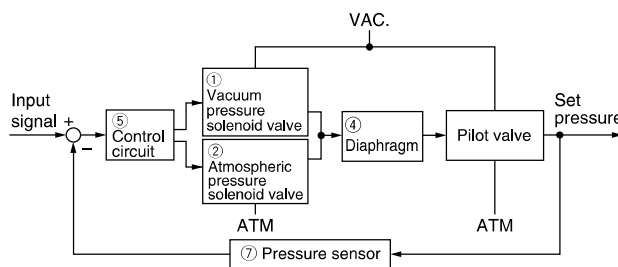 VAC.
Input
signal
+
−
⑤
Control
circuit
①
Vacuum
pressure
solenoid valve
②
Atmospheric
pressure
solenoid valve
ATM
④
Diaphragm
Pilot valve
ATM
Set
pressure
⑦ Pressure sensor